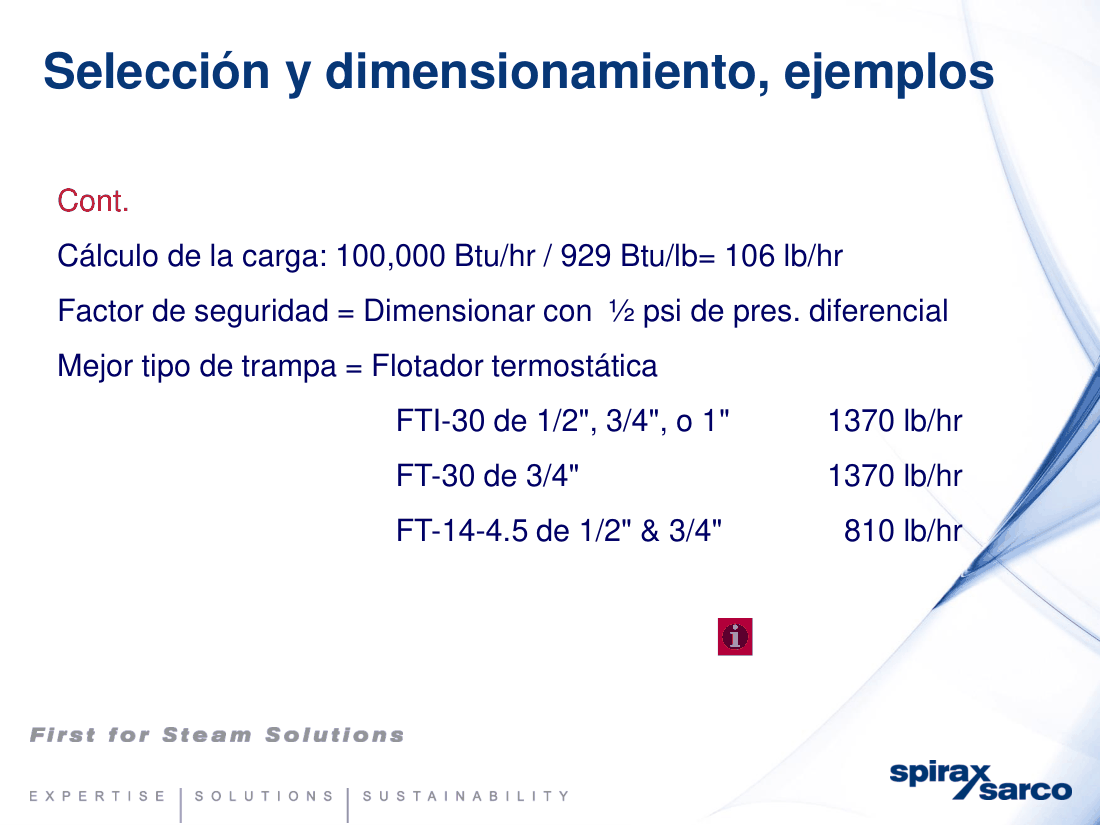 Selección y dimensionamiento, ejemplos
Cont.
Cálculo de la carga: 100,000 Btu/hr / 929 Btu/lb= 106 lb/hr
Factor de seguridad = Dimensionar con ½ psi de pres. diferencial
Mejor tipo de trampa = Flotador termostática
FTI-30 de 1/2", 3/4", o 1" 1370 lb/hr
FT-30 de 3/4" 1370 lb/hr
FT-14-4.5 de 1/2" & 3/4" 810 lb/hr
i
First for Steam Solutions
EXPERTISE SOLUTIONS SUSTAINABILITY
spirax
sarco